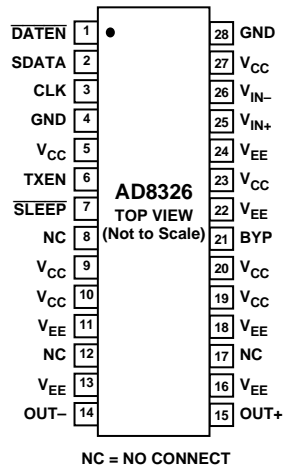 DATEN 1 28 GND
SDATA 2 27 VCC
CLK 3 26 VIN–
GND 4 25 VIN+
VCC 5 24 VEE
TXEN 6 23 VCC
SLEEP 7 22 VEE
NC 8 21 BYP
VCC 9 20 VCC
VCC 10 19 VCC
VEE 11 18 VEE
NC 12 17 NC
VEE 13 16 VEE
OUT– 14 15 OUT+
AD8326
TOP VIEW
(Not to Scale)
NC = NO CONNECT